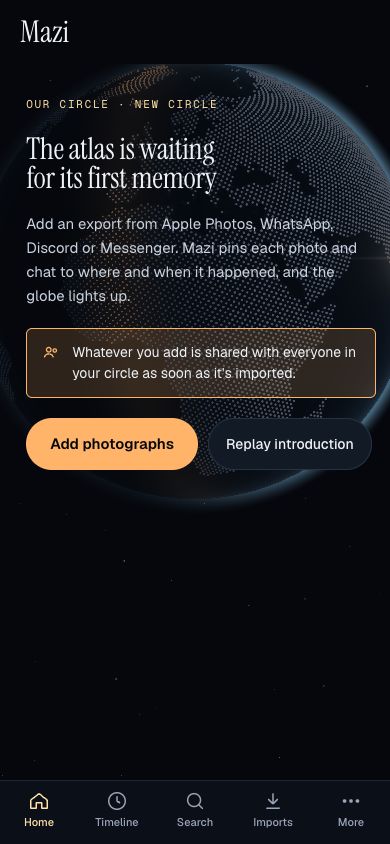 Mazi
OUR CIRCLE · NEW CIRCLE
The atlas is waiting
for its first memory
Add an export from Apple Photos, WhatsApp,
Discord or Messenger. Mazi pins each photo and
chat to where and when it happened, and the
globe lights up.
Whatever you add is shared with everyone in
your circle as soon as it's imported.
Add photographs
Replay introduction
Home
Timeline
Search
Imports
More